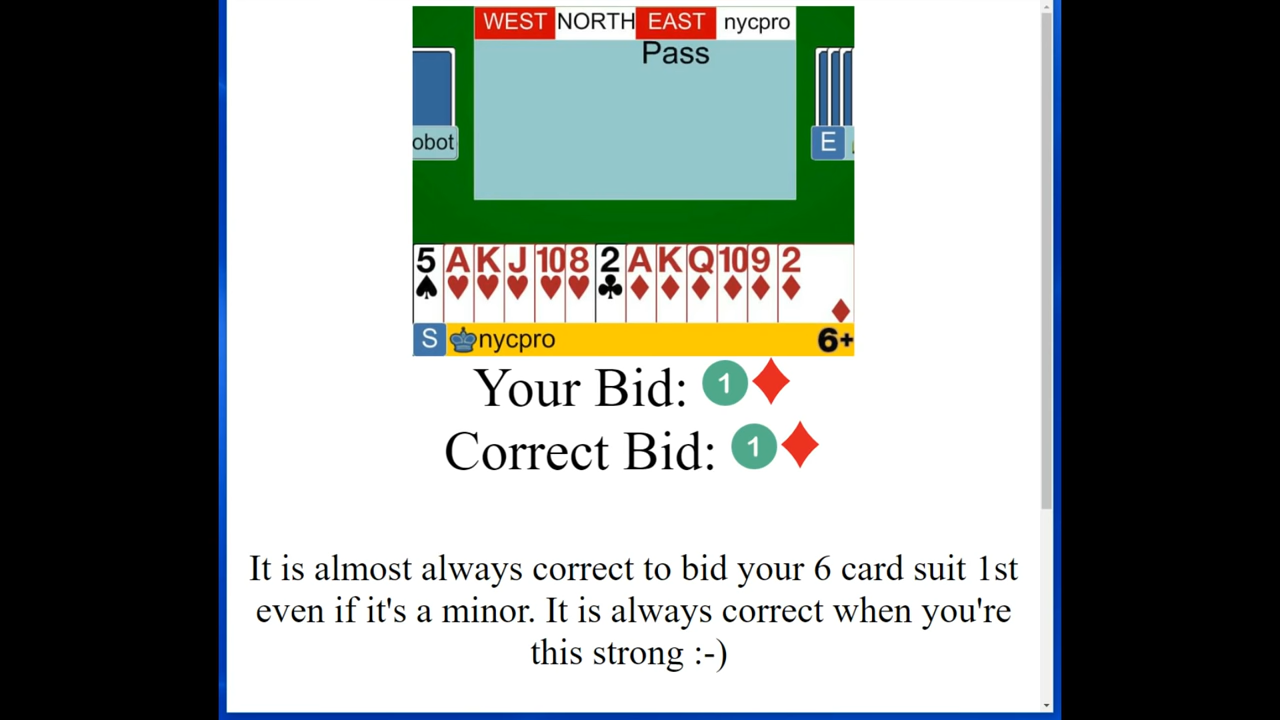 WEST NORTH EAST nycpro
Pass
obot
E
5 A K J 10 8 2 A K Q 10 9 2
S nycpro 6+
Your Bid: 1♦
Correct Bid: 1♦
It is almost always correct to bid your 6 card suit 1st
even if it's a minor. It is always correct when you're
this strong :-)